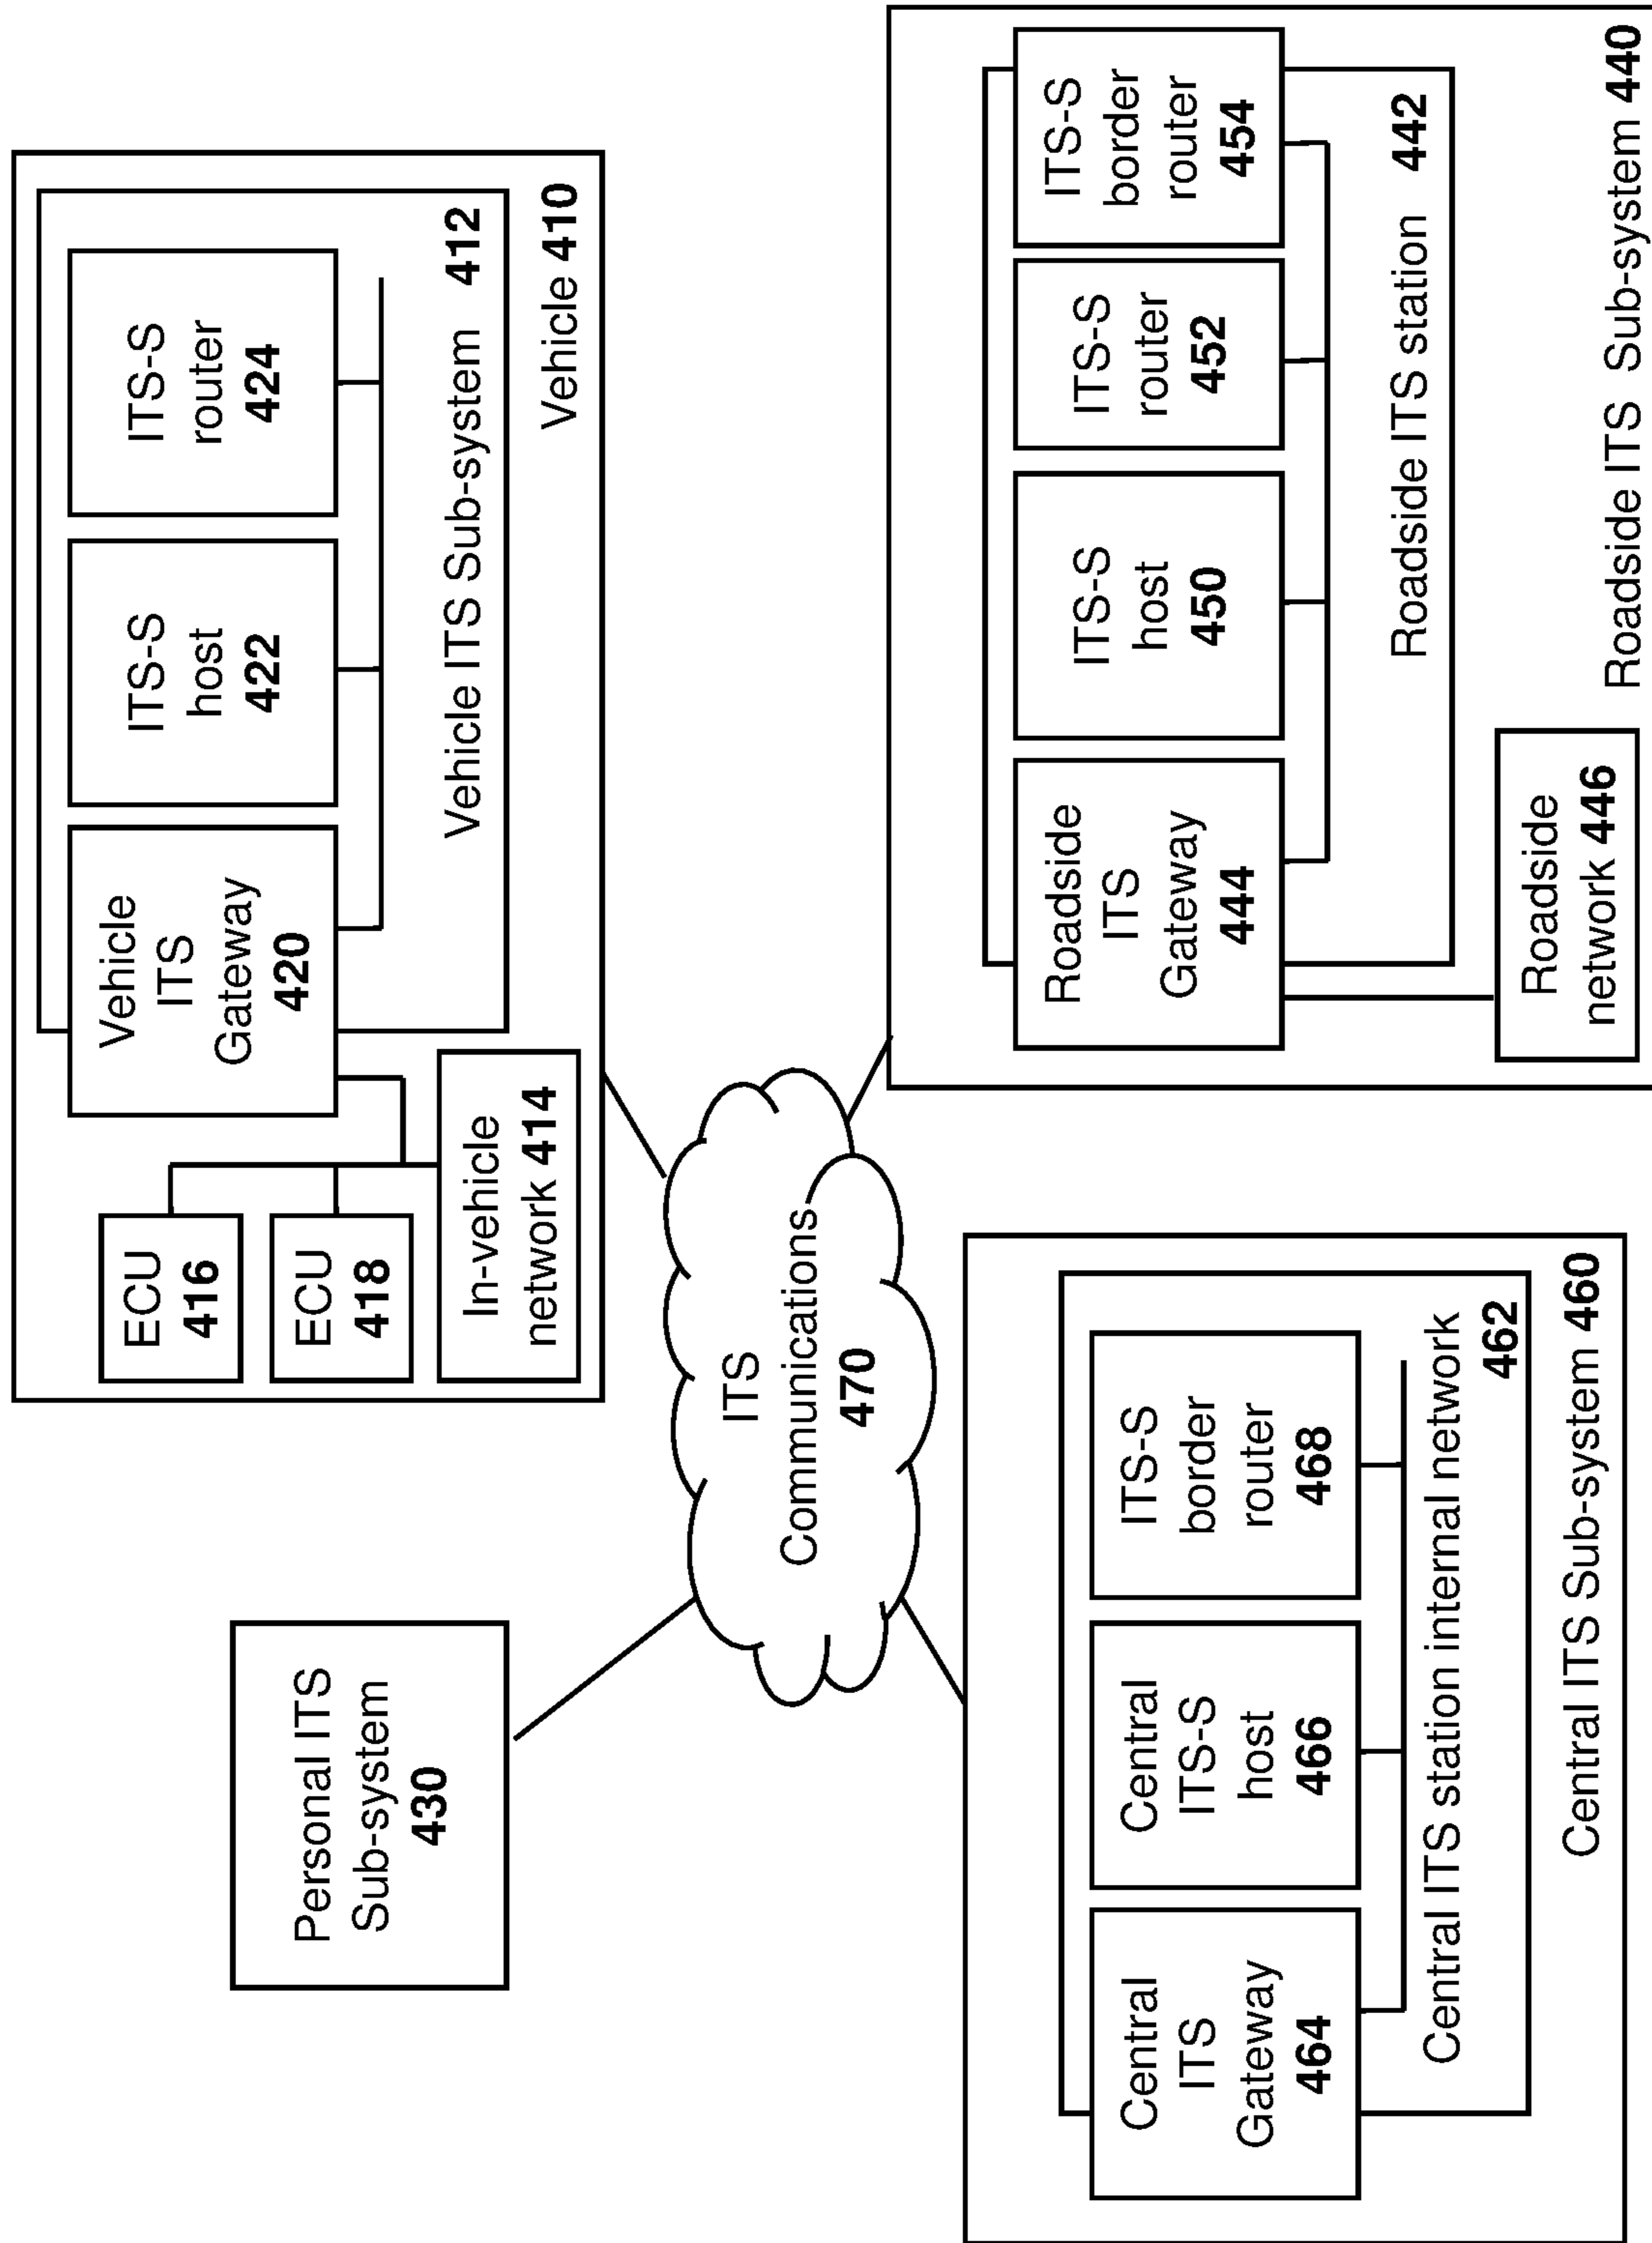 Personal ITS
Sub-system
430
ECU
416
ECU
418
In-vehicle
network 414
Vehicle
ITS
Gateway
420
ITS-S
host
422
ITS-S
router
424
Vehicle ITS Sub-system 412
Vehicle 410
ITS
Communications
470
Central
ITS
Gateway
464
Central
ITS-S
host
466
ITS-S
border
router
468
Central ITS station internal network
462
Central ITS Sub-system 460
Roadside
ITS
Gateway
444
ITS-S
host
450
ITS-S
router
452
ITS-S
border
router
454
Roadside ITS station 442
Roadside
network 446
Roadside ITS Sub-system 440